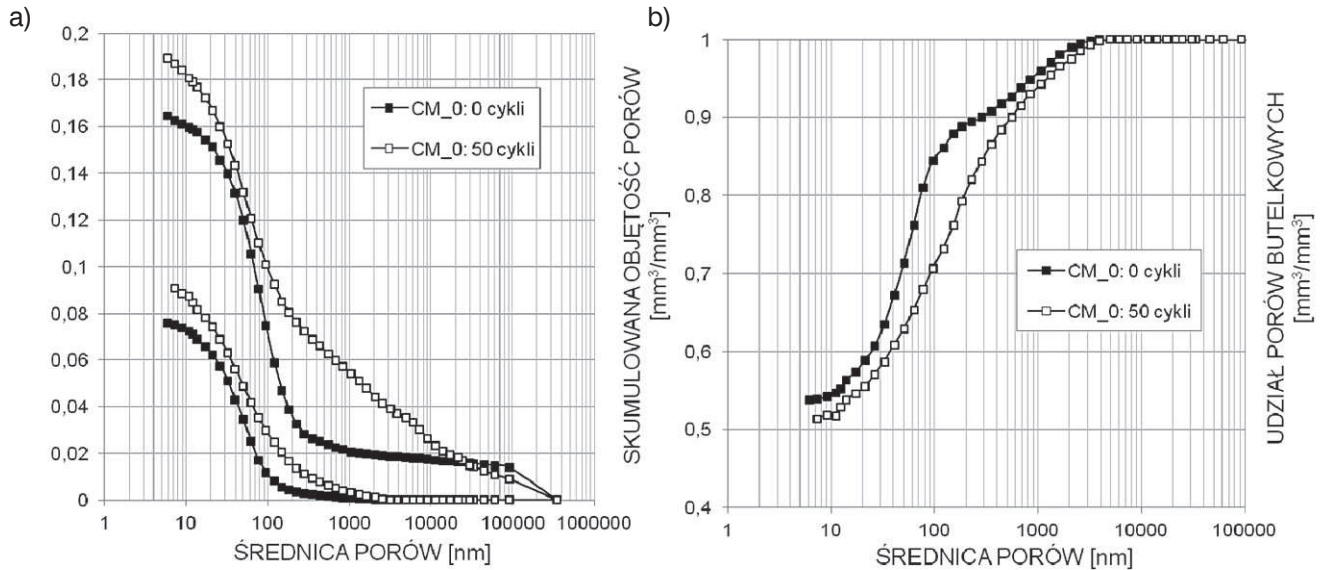 a)
0,2
0,18
0,16
0,14
0,12
0,1
0,08
0,06
0,04
0,02
0
1 10 100 1000 10000 100000 1000000
ŚREDNICA PORÓW [nm]
SKUMULOWANA OBJĘTOŚĆ PORÓW
[mm³/mm³]
CM_0: 0 cykli
CM_0: 50 cykli
b)
1
0,9
0,8
0,7
0,6
0,5
0,4
1 10 100 1000 10000 100000
ŚREDNICA PORÓW [nm]
UDZIAŁ PORÓW BUTELKOWYCH
[mm³/mm³]
CM_0: 0 cykli
CM_0: 50 cykli